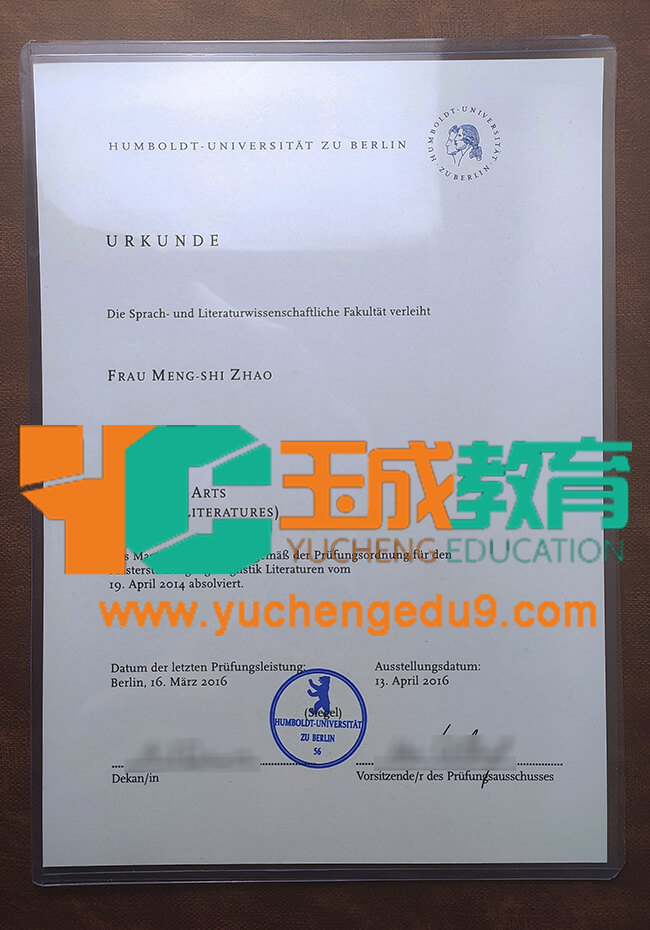 HUMBOLDT-UNIVERSITÄT ZU BERLIN
HUMBOLDT-UNIVERSITÄT ZU BERLIN
URKUNDE
Die Sprach- und Literaturwissenschaftliche Fakultät verleiht
FRAU MENG-SHI ZHAO
YC 玉成教育
ARTS
LITERATURES)
YUCHENG EDUCATION
der Prüfungsordnung für den
Literaturen vom
19. April 2014 absolviert.
www.yuchengedu9.com
Datum der letzten Prüfungsleistung: Ausstellungsdatum:
Berlin, 16. März 2016 13. April 2016
(Siegel)
HUMBOLDT-UNIVERSITÄT
ZU BERLIN
56
Dekan/in Vorsitzende/r des Prüfungsausschusses